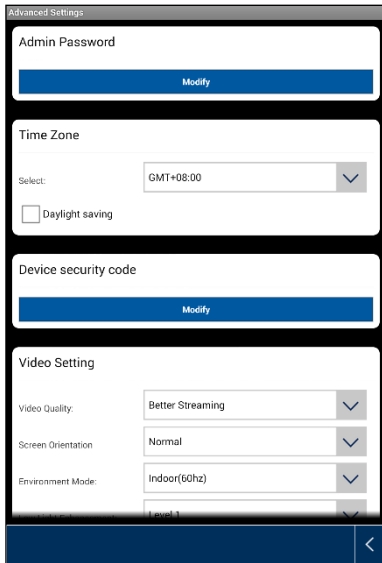 Advanced Settings
Admin Password
Modify
Time Zone
Select: GMT+08:00
Daylight saving
Device security code
Modify
Video Setting
Video Quality: Better Streaming
Screen Orientation Normal
Environment Mode: Indoor(60hz)
Level 1